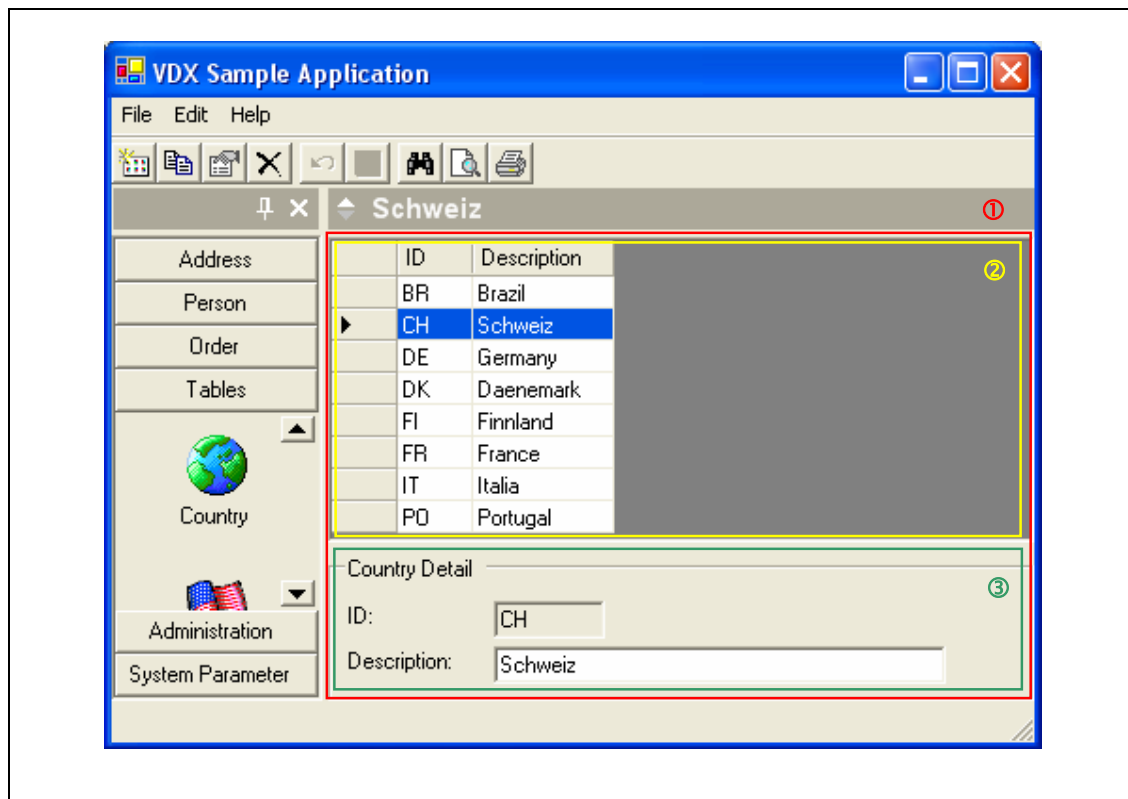 VDX Sample Application
File Edit Help
Schweiz ①
Address
Person
Order
Tables
Country
Administration
System Parameter
ID Description ②
BR Brazil
CH Schweiz
DE Germany
DK Daenemark
FI Finnland
FR France
IT Italia
PO Portugal
Country Detail ③
ID: CH
Description: Schweiz